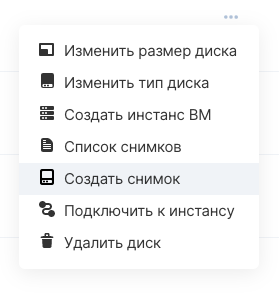 Изменить размер диска
Изменить тип диска
Создать инстанс ВМ
Список снимков
Создать снимок
Подключить к инстансу
Удалить диск